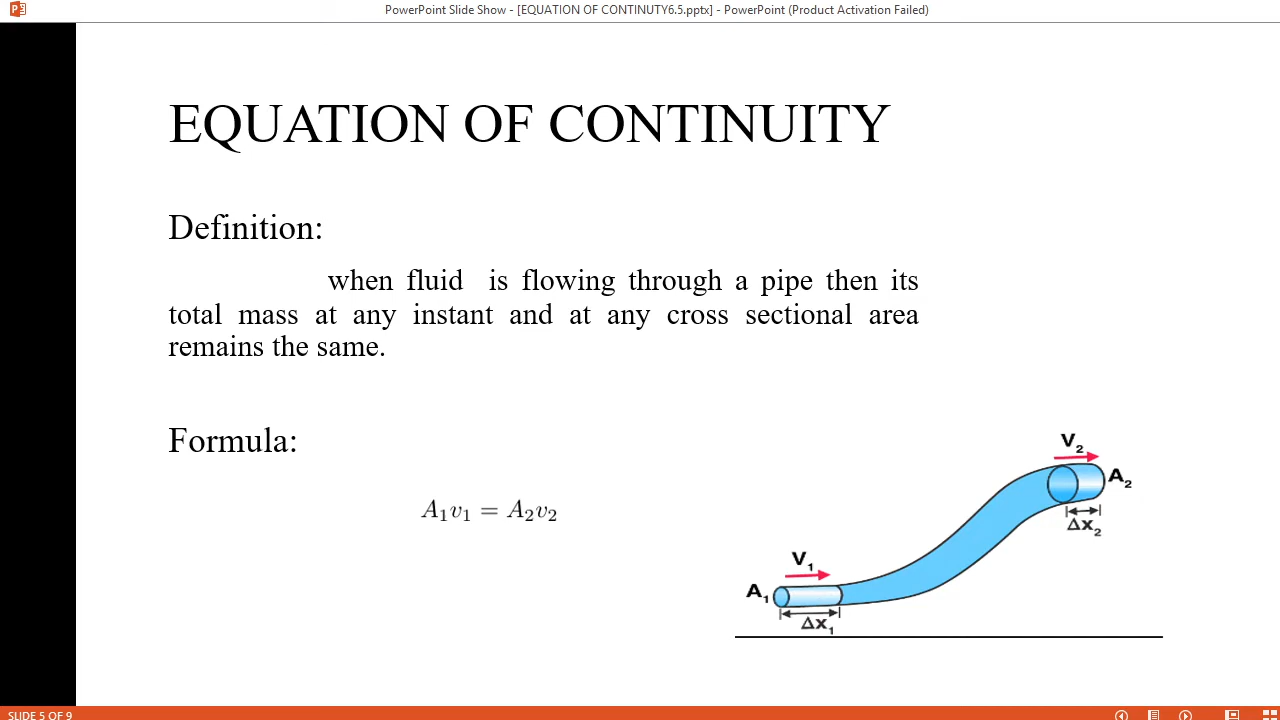 PowerPoint Slide Show - [EQUATION OF CONTINUTY6.5.pptx] - PowerPoint (Product Activation Failed)
EQUATION OF CONTINUITY
Definition:
when fluid is flowing through a pipe then its
total mass at any instant and at any cross sectional area
remains the same.
Formula:
A₁v₁ = A₂v₂
V₂
A₂
Δx₂
V₁
A₁
Δx₁
SLIDE 5 OF 9